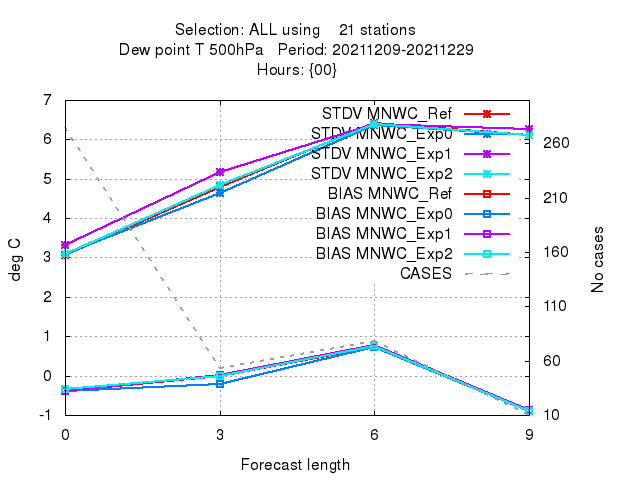 Selection: ALL using    21 stations
Dew point T 500hPa   Period: 20211209-20211229
Hours: {00}
7
6
5
4
3
2
1
0
-1
deg C
STDV MNWC_Ref
STDV MNWC_Exp0
STDV MNWC_Exp1
STDV MNWC_Exp2
BIAS MNWC_Ref
BIAS MNWC_Exp0
BIAS MNWC_Exp1
BIAS MNWC_Exp2
CASES
260
210
160
110
60
10
No cases
0 3 6 9
Forecast length